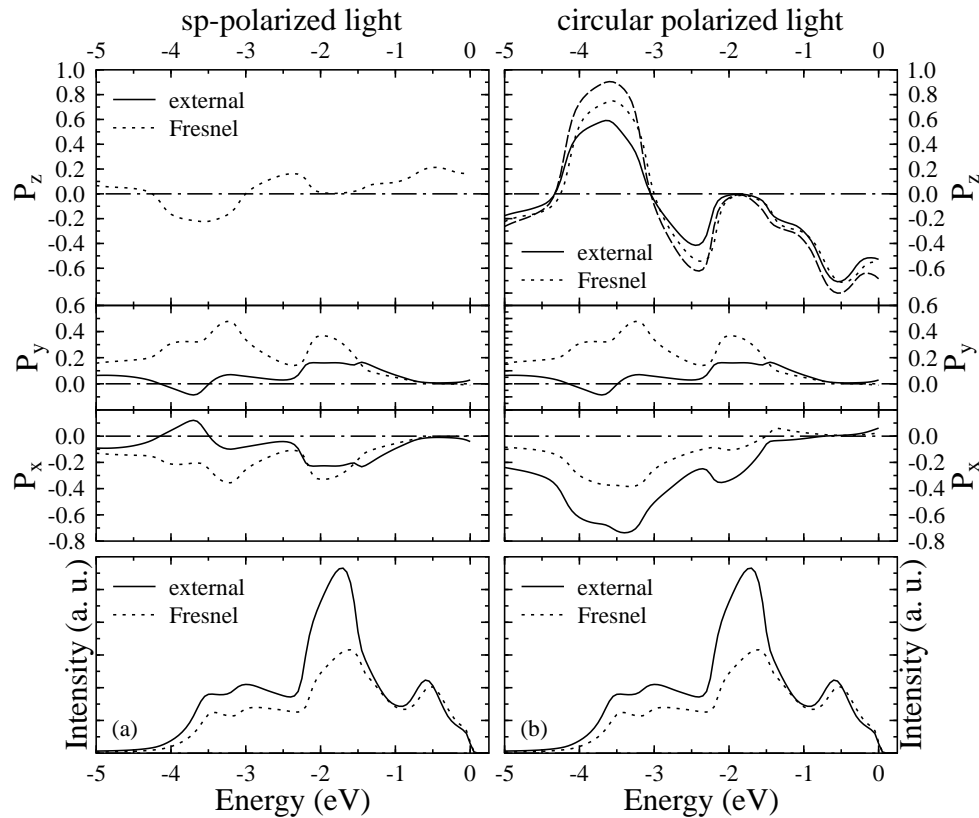 sp-polarized light circular polarized light
-5 -4 -3 -2 -1 0 -5 -4 -3 -2 -1 0
1.0
0.8
0.6
0.4
0.2
0.0
-0.2
-0.4
-0.6
P_z
external
Fresnel
external
Fresnel
P_z
0.6
0.4
0.2
0.0
P_y
P_y
0.0
-0.2
-0.4
-0.6
-0.8
P_x
P_x
1.0
0.8
0.6
0.4
0.2
0.0
-0.2
-0.4
-0.6
0.6
0.4
0.2
0.0
0.0
-0.2
-0.4
-0.6
-0.8
Intensity (a. u.)
external
Fresnel
(a)
external
Fresnel
(b)
Intensity (a. u.)
-5 -4 -3 -2 -1 0 -5 -4 -3 -2 -1 0
Energy (eV) Energy (eV)